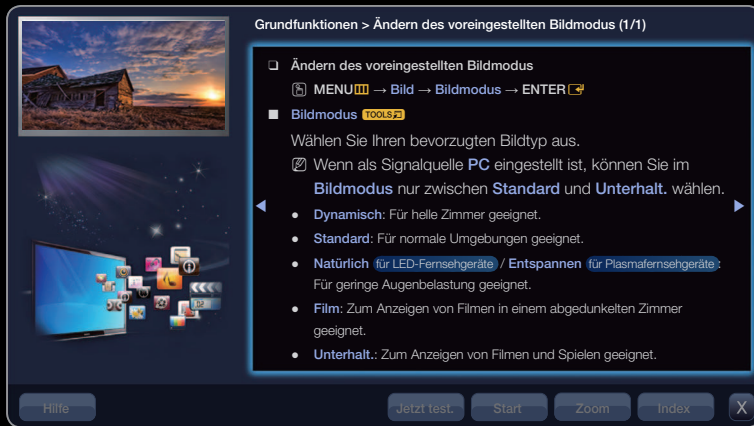 Grundfunktionen > Ändern des voreingestellten Bildmodus (1/1)
❑ Ändern des voreingestellten Bildmodus
MENU → Bild → Bildmodus → ENTER
■ Bildmodus TOOLS
Wählen Sie Ihren bevorzugten Bildtyp aus.
Wenn als Signalquelle PC eingestellt ist, können Sie im
Bildmodus nur zwischen Standard und Unterhalt. wählen.
● Dynamisch: Für helle Zimmer geeignet.
● Standard: Für normale Umgebungen geeignet.
● Natürlich für LED-Fernsehgeräte / Entspannen für Plasmafernsehgeräte:
Für geringe Augenbelastung geeignet.
● Film: Zum Anzeigen von Filmen in einem abgedunkelten Zimmer
geeignet.
● Unterhalt.: Zum Anzeigen von Filmen und Spielen geeignet.
Hilfe
Jetzt test.
Start
Zoom
Index
X